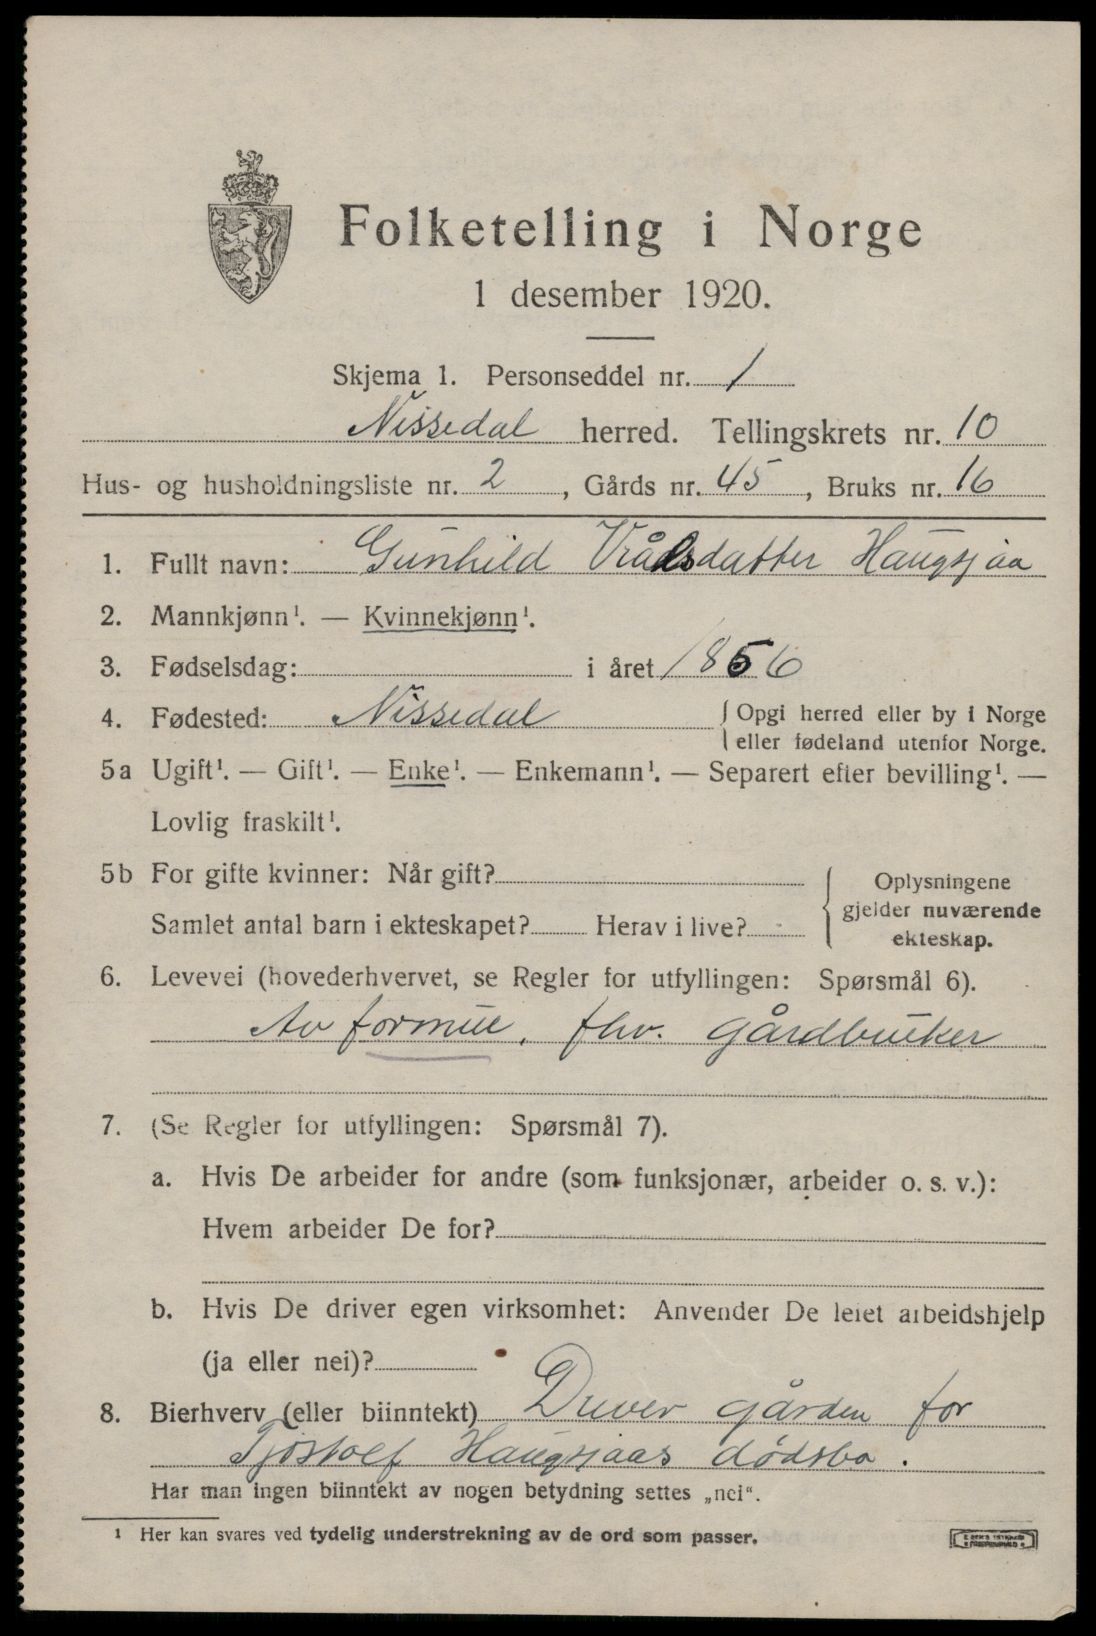 Folketelling i Norge
1 desember 1920.
Skjema 1. Personseddel nr. 1
Nissedal herred. Tellingskrets nr. 10
Hus- og husholdningsliste nr. 2, Gårds nr. 45, Bruks nr. 16
1. Fullt navn: Gunhild Vrålsdatter Haugsjaa
2. Mannkjønn¹. — Kvinnekjønn¹.
3. Fødselsdag: i året 1856
4. Fødested: Nissedal { Opgi herred eller by i Norge
eller fødeland utenfor Norge.
5a Ugift¹. — Gift¹. — Enke¹. — Enkemann¹. — Separert efter bevilling¹. —
Lovlig fraskilt¹.
5b For gifte kvinner: Når gift? { Oplysningene
gjelder nuværende
Samlet antal barn i ekteskapet? Herav i live?
ekteskap.
6. Levevei (hovederhvervet, se Regler for utfyllingen: Spørsmål 6).
Av formue, fhv. gårdbruker
7. (Se Regler for utfyllingen: Spørsmål 7).
a. Hvis De arbeider for andre (som funksjonær, arbeider o. s. v.):
Hvem arbeider De for?
b. Hvis De driver egen virksomhet: Anvender De leiet arbeidshjelp
(ja eller nei)?
8. Bierhverv (eller biinntekt) Driver gården for
Tjostolf Haugsjaas dødsbo.
Har man ingen biinntekt av nogen betydning settes „nei“.
¹ Her kan svares ved tydelig understrekning av de ord som passer.